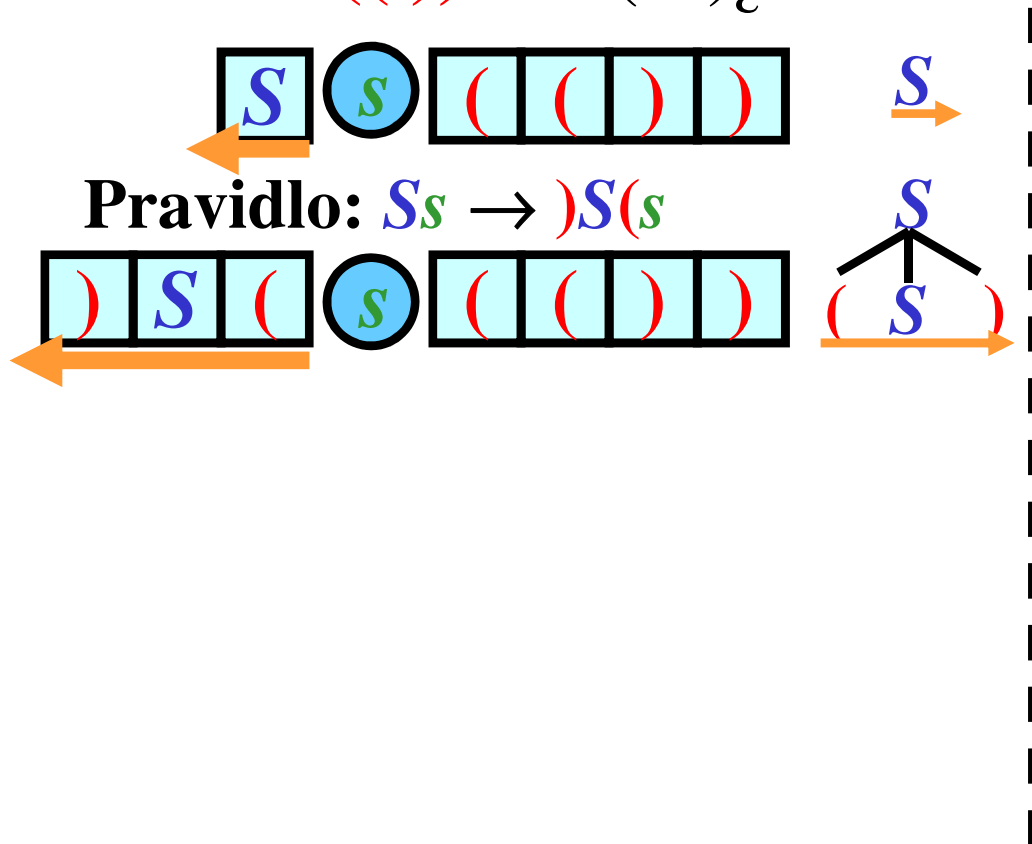 S s ( ( ) ) S
Pravidlo: Ss → )S(s S
) S ( s ( ( ) ) ( S )